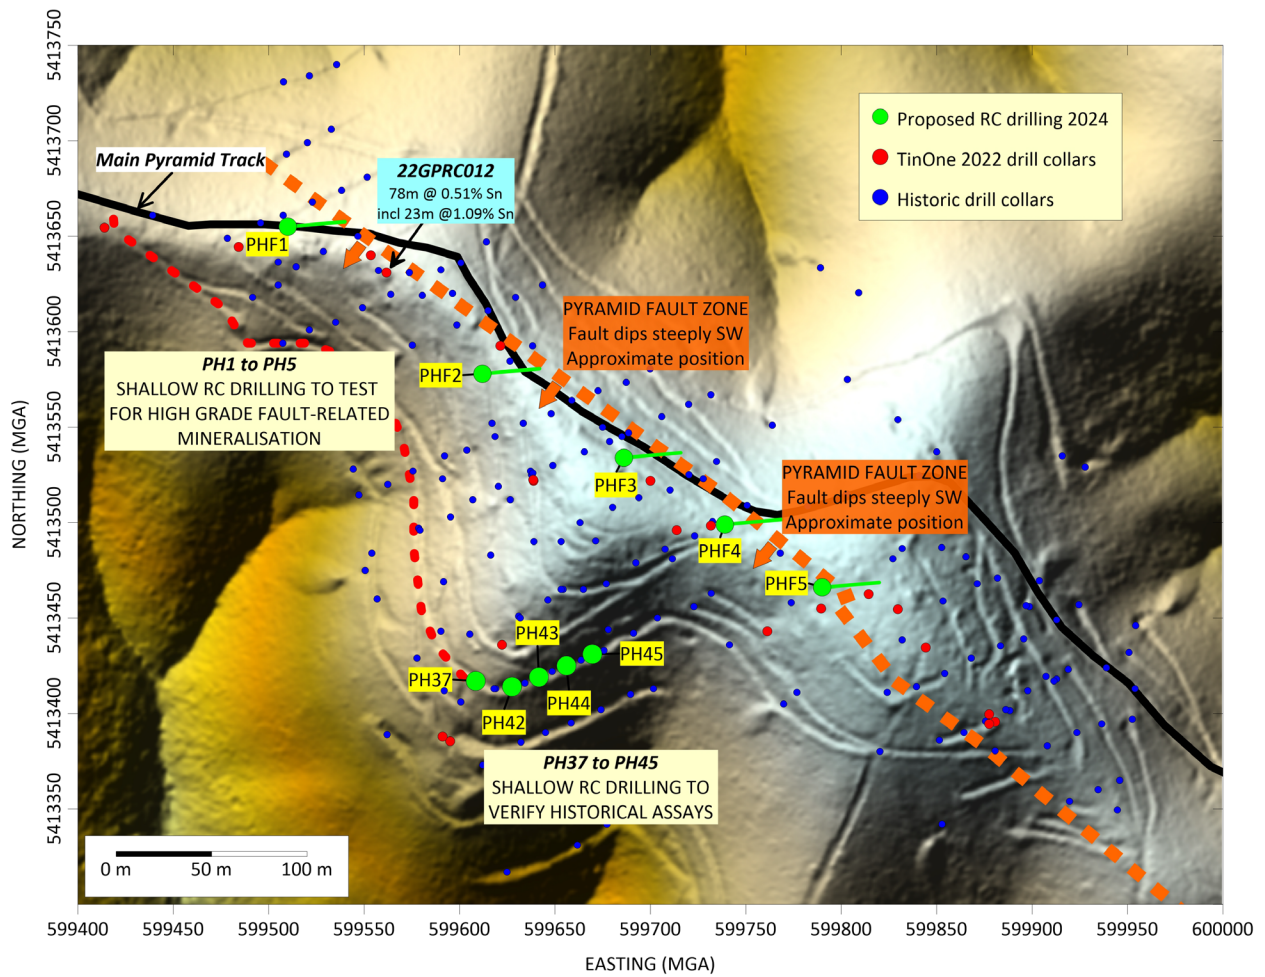 5413750
5413700
5413650
5413600
5413550
5413500
5413450
5413400
5413350
NORTHING (MGA)
Main Pyramid Track
22GPRC012
78m @ 0.51% Sn
incl 23m @1.09% Sn
Proposed RC drilling 2024
TinOne 2022 drill collars
Historic drill collars
PHF1
PYRAMID FAULT ZONE
Fault dips steeply SW
Approximate position
PH1 to PH5
SHALLOW RC DRILLING TO TEST
FOR HIGH GRADE FAULT-RELATED
MINERALISATION
PHF2
PHF3
PYRAMID FAULT ZONE
Fault dips steeply SW
Approximate position
PHF4
PHF5
PH43
PH45
PH37
PH44
PH42
PH37 to PH45
SHALLOW RC DRILLING TO
VERIFY HISTORICAL ASSAYS
0 m 50 m 100 m
599400 599450 599500 599550 599600 599650 599700 599750 599800 599850 599900 599950 600000
EASTING (MGA)